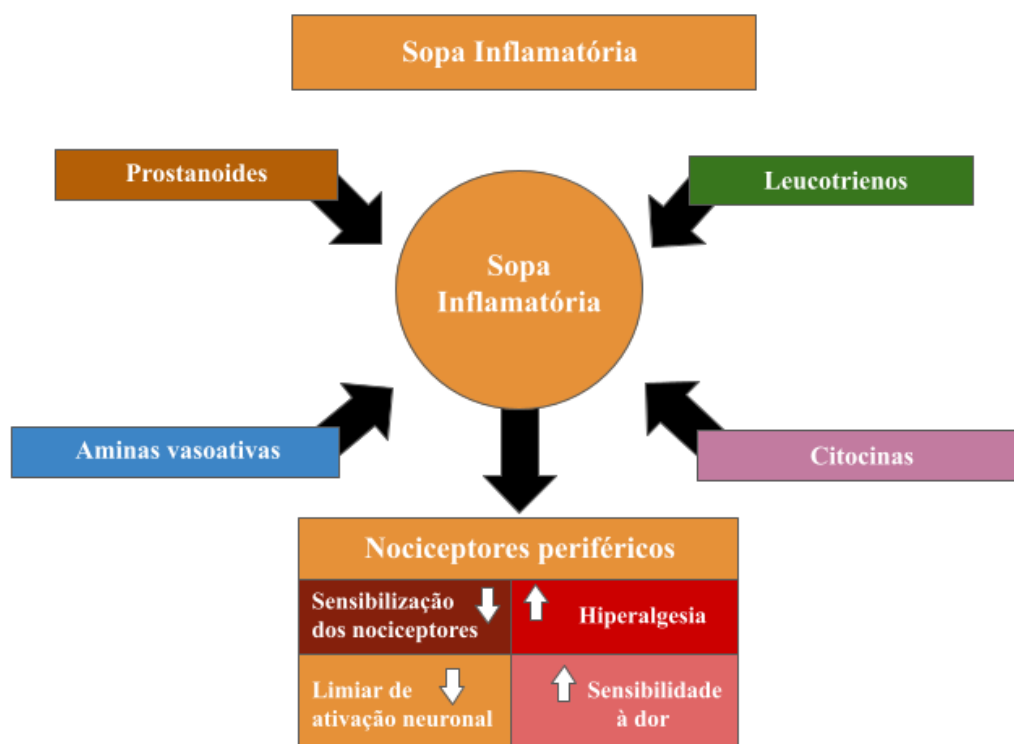 Sopa Inflamatória
Prostanoides
Leucotrienos
Sopa
Inflamatória
Aminas vasoativas
Citocinas
Nociceptores periféricos
Sensibilização
dos nociceptores
Hiperalgesia
Limiar de
ativação neuronal
Sensibilidade
à dor